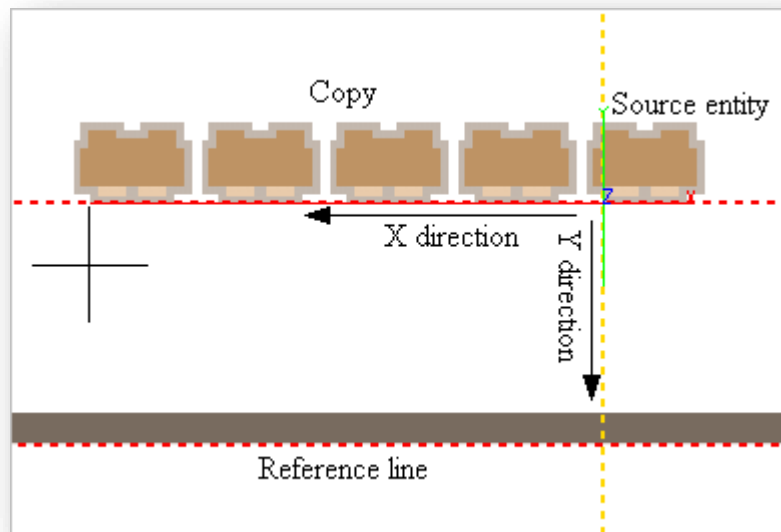 Copy
Source entity
Y
Z
X
X direction
Y direction
Reference line